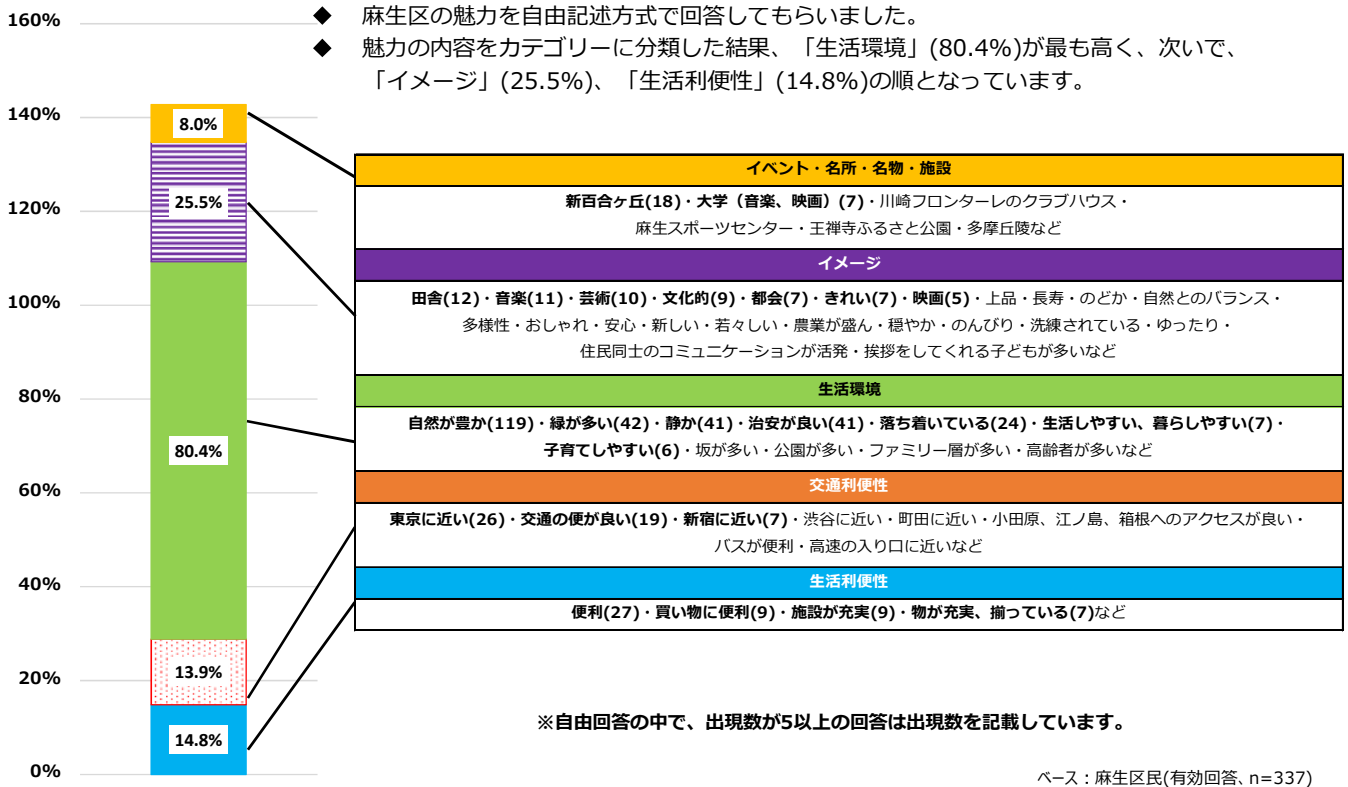 ◆ 麻生区の魅力を自由記述方式で回答してもらいました。
◆ 魅力の内容をカテゴリーに分類した結果、「生活環境」(80.4%)が最も高く、次いで、
「イメージ」(25.5%)、「生活利便性」(14.8%)の順となっています。
160%
140%
120%
100%
80%
60%
40%
20%
0%
8.0%
25.5%
80.4%
13.9%
14.8%
イベント・名所・名物・施設
新百合ヶ丘(18)・大学（音楽、映画）(7)・川崎フロンターレのクラブハウス・
麻生スポーツセンター・王禅寺ふるさと公園・多摩丘陵など
イメージ
田舎(12)・音楽(11)・芸術(10)・文化的(9)・都会(7)・きれい(7)・映画(5)・上品・長寿・のどか・自然とのバランス・
多様性・おしゃれ・安心・新しい・若々しい・農業が盛ん・穏やか・のんびり・洗練されている・ゆったり・
住民同士のコミュニケーションが活発・挨拶をしてくれる子どもが多いなど
生活環境
自然が豊か(119)・緑が多い(42)・静か(41)・治安が良い(41)・落ち着いている(24)・生活しやすい、暮らしやすい(7)・
子育てしやすい(6)・坂が多い・公園が多い・ファミリー層が多い・高齢者が多いなど
交通利便性
東京に近い(26)・交通の便が良い(19)・新宿に近い(7)・渋谷に近い・町田に近い・小田原、江ノ島、箱根へのアクセスが良い・
バスが便利・高速の入り口に近いなど
生活利便性
便利(27)・買い物に便利(9)・施設が充実(9)・物が充実、揃っている(7)など
※自由回答の中で、出現数が5以上の回答は出現数を記載しています。
ベース：麻生区民(有効回答、n=337)